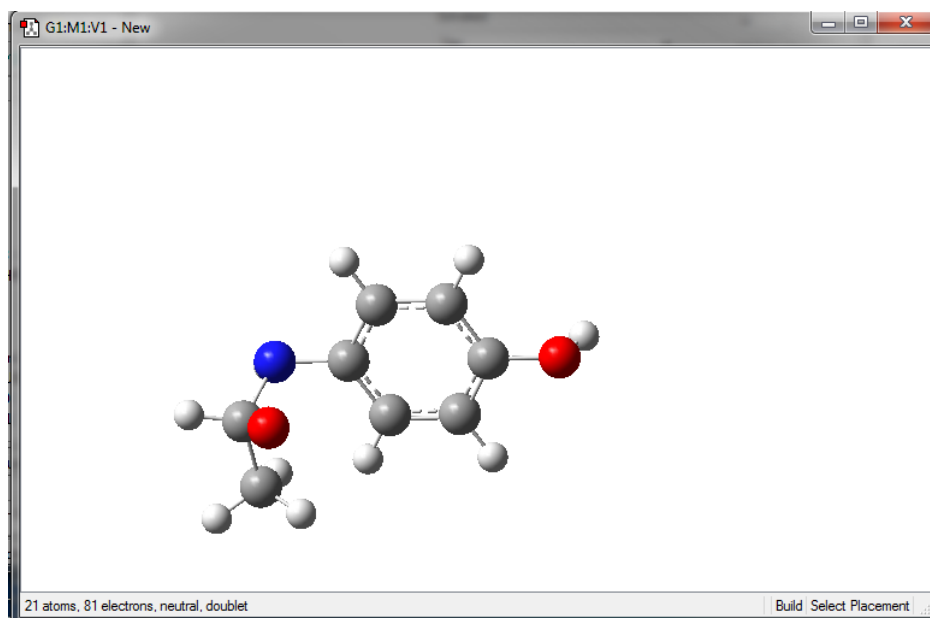 G1:M1:V1 - New
21 atoms, 81 electrons, neutral, doublet
Build
Select Placement